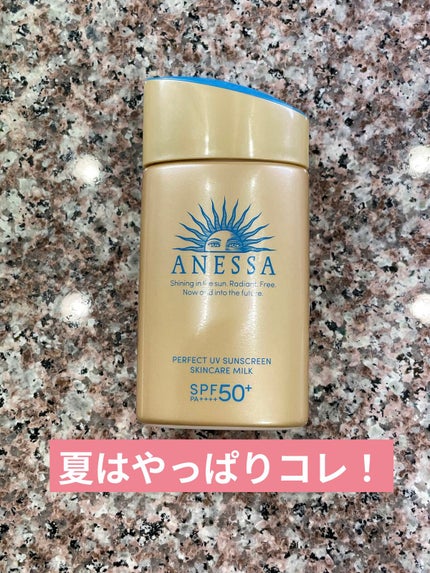 ANESSA
Shining in the sun. Radiant. Free.
Now and into the future.
PERFECT UV SUNSCREEN
SKINCARE MILK
SPF50+
PA++++
夏はやっぱりコレ！